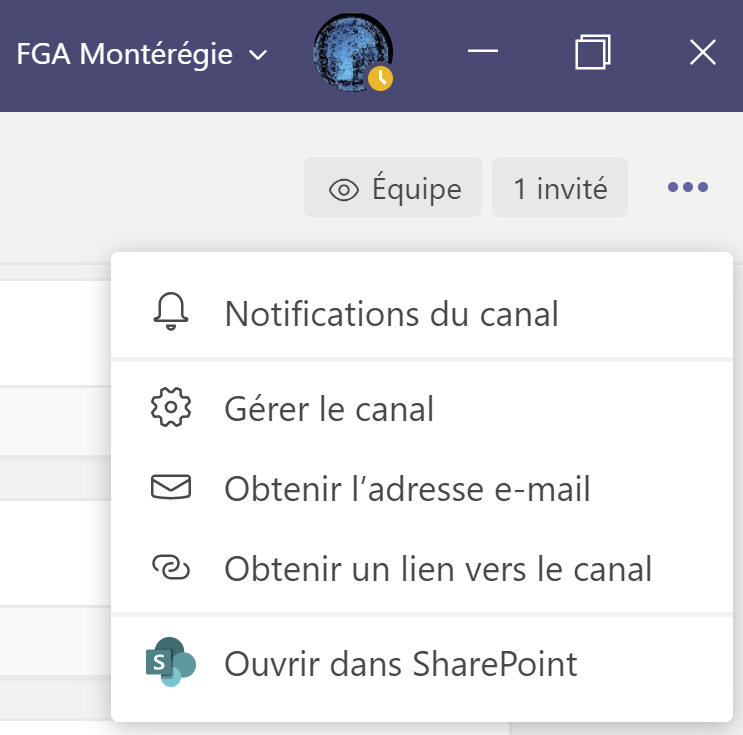 FGA Montérégie
Équipe
1 invité
Notifications du canal
Gérer le canal
Obtenir l’adresse e-mail
Obtenir un lien vers le canal
S
Ouvrir dans SharePoint